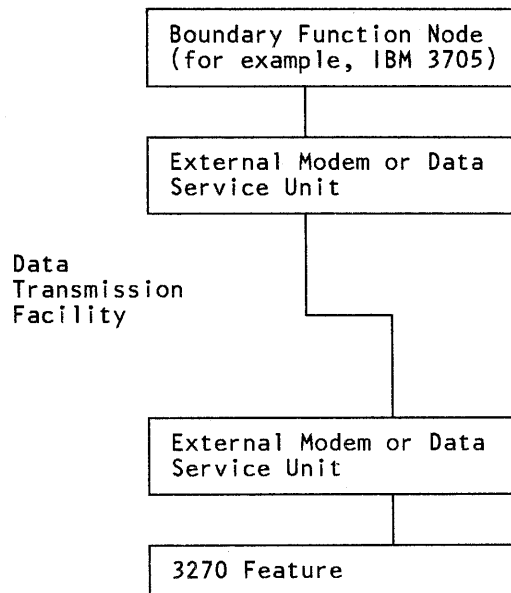 Boundary Function Node
(for example, IBM 3705)
External Modem or Data
Service Unit
Data
Transmission
Facility
External Modem or Data
Service Unit
3270 Feature